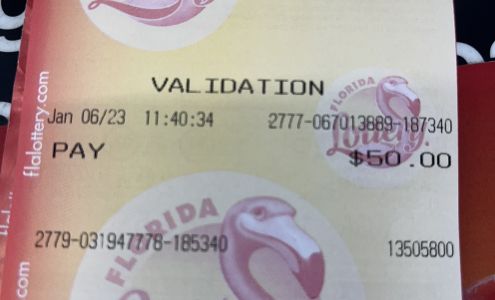 VALIDATION
FLORIDA
Lottery.
Jan 06/23 11:40:34 2777-067013889-187340
PAY $50.00
flalottery.com
FLORIDA
2779-031947778-185340 13505800
.com